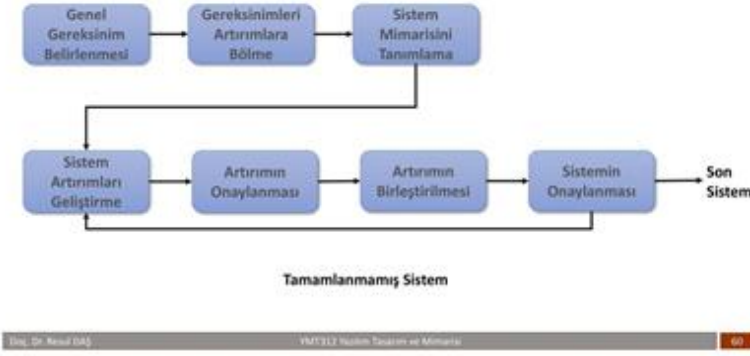 Genel
Gereksinim
Belirlenmesi
Gereksinimleri
Artırımlara
Bölme
Sistem
Mimarisini
Tanımlama
Sistem
Artırımları
Geliştirme
Artırımın
Onaylanması
Artırımın
Birleştirilmesi
Sistemin
Onaylanması
Son
Sistem
Tamamlanmamış Sistem
Doç. Dr. Resul DAŞ
YMT312 Yazılım Tasarım ve Mimarisi
60